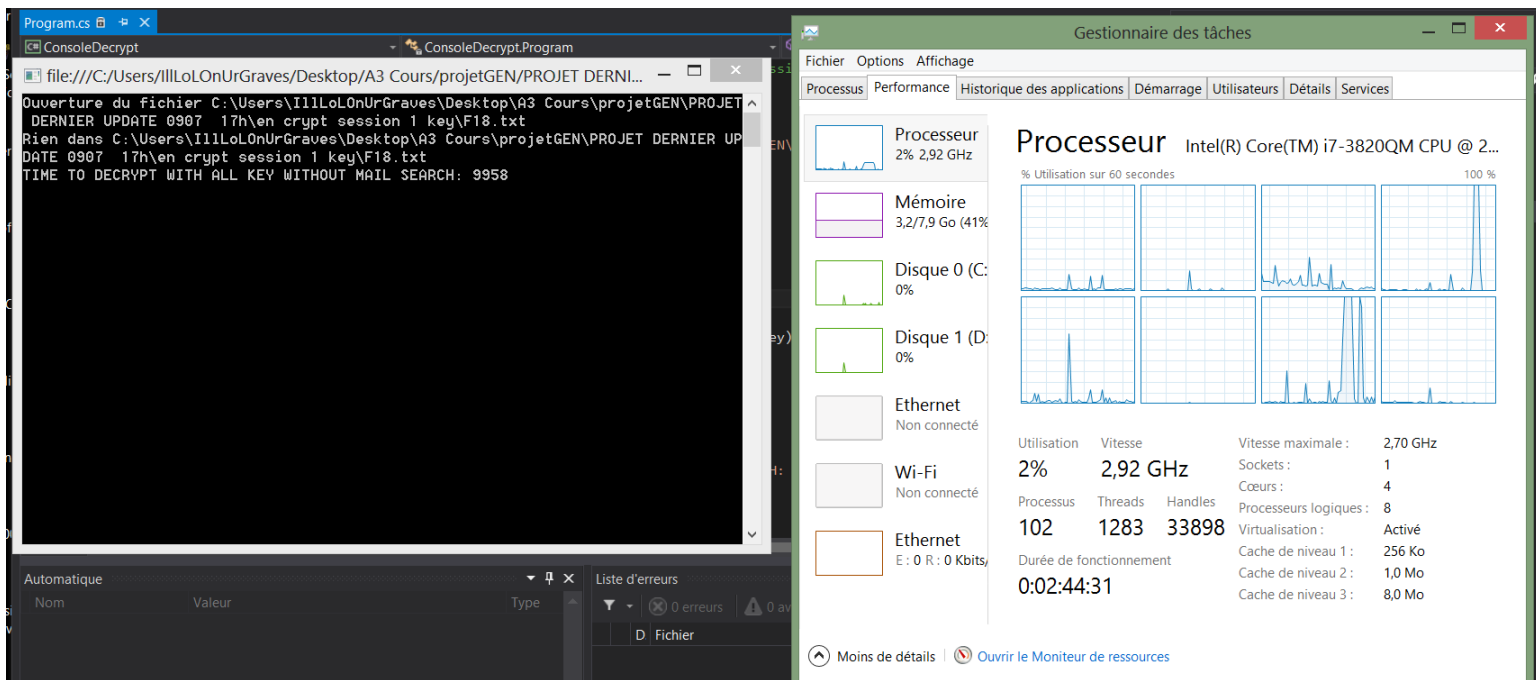 Program.cs
ConsoleDecrypt
ConsoleDecrypt.Program
file:///C:/Users/IllLoLOnUrGraves/Desktop/A3 Cours/projetGEN/PROJET DERNI...
Ouverture du fichier C:\Users\IllLoLOnUrGraves\Desktop\A3 Cours\projetGEN\PROJET
DERNIER UPDATE 0907  17h\en crypt session 1 key\F18.txt
Rien dans C:\Users\IllLoLOnUrGraves\Desktop\A3 Cours\projetGEN\PROJET DERNIER UP
DATE 0907  17h\en crypt session 1 key\F18.txt
TIME TO DECRYPT WITH ALL KEY WITHOUT MAIL SEARCH: 9958
Automatique
Nom Valeur Type
Liste d'erreurs
0 erreurs 0 av
D Fichier
Gestionnaire des tâches
Fichier Options Affichage
Processus Performance Historique des applications Démarrage Utilisateurs Détails Services
Processeur
2% 2,92 GHz
Mémoire
3,2/7,9 Go (41%
Disque 0 (C:
0%
Disque 1 (D:
0%
Ethernet
Non connecté
Wi-Fi
Non connecté
Ethernet
E : 0 R : 0 Kbits/
Processeur Intel(R) Core(TM) i7-3820QM CPU @ 2...
% Utilisation sur 60 secondes 100 %
Utilisation Vitesse
2% 2,92 GHz
Processus Threads Handles
102 1283 33898
Durée de fonctionnement
0:02:44:31
Vitesse maximale : 2,70 GHz
Sockets : 1
Cœurs : 4
Processeurs logiques : 8
Virtualisation : Activé
Cache de niveau 1 : 256 Ko
Cache de niveau 2 : 1,0 Mo
Cache de niveau 3 : 8,0 Mo
Moins de détails Ouvrir le Moniteur de ressources